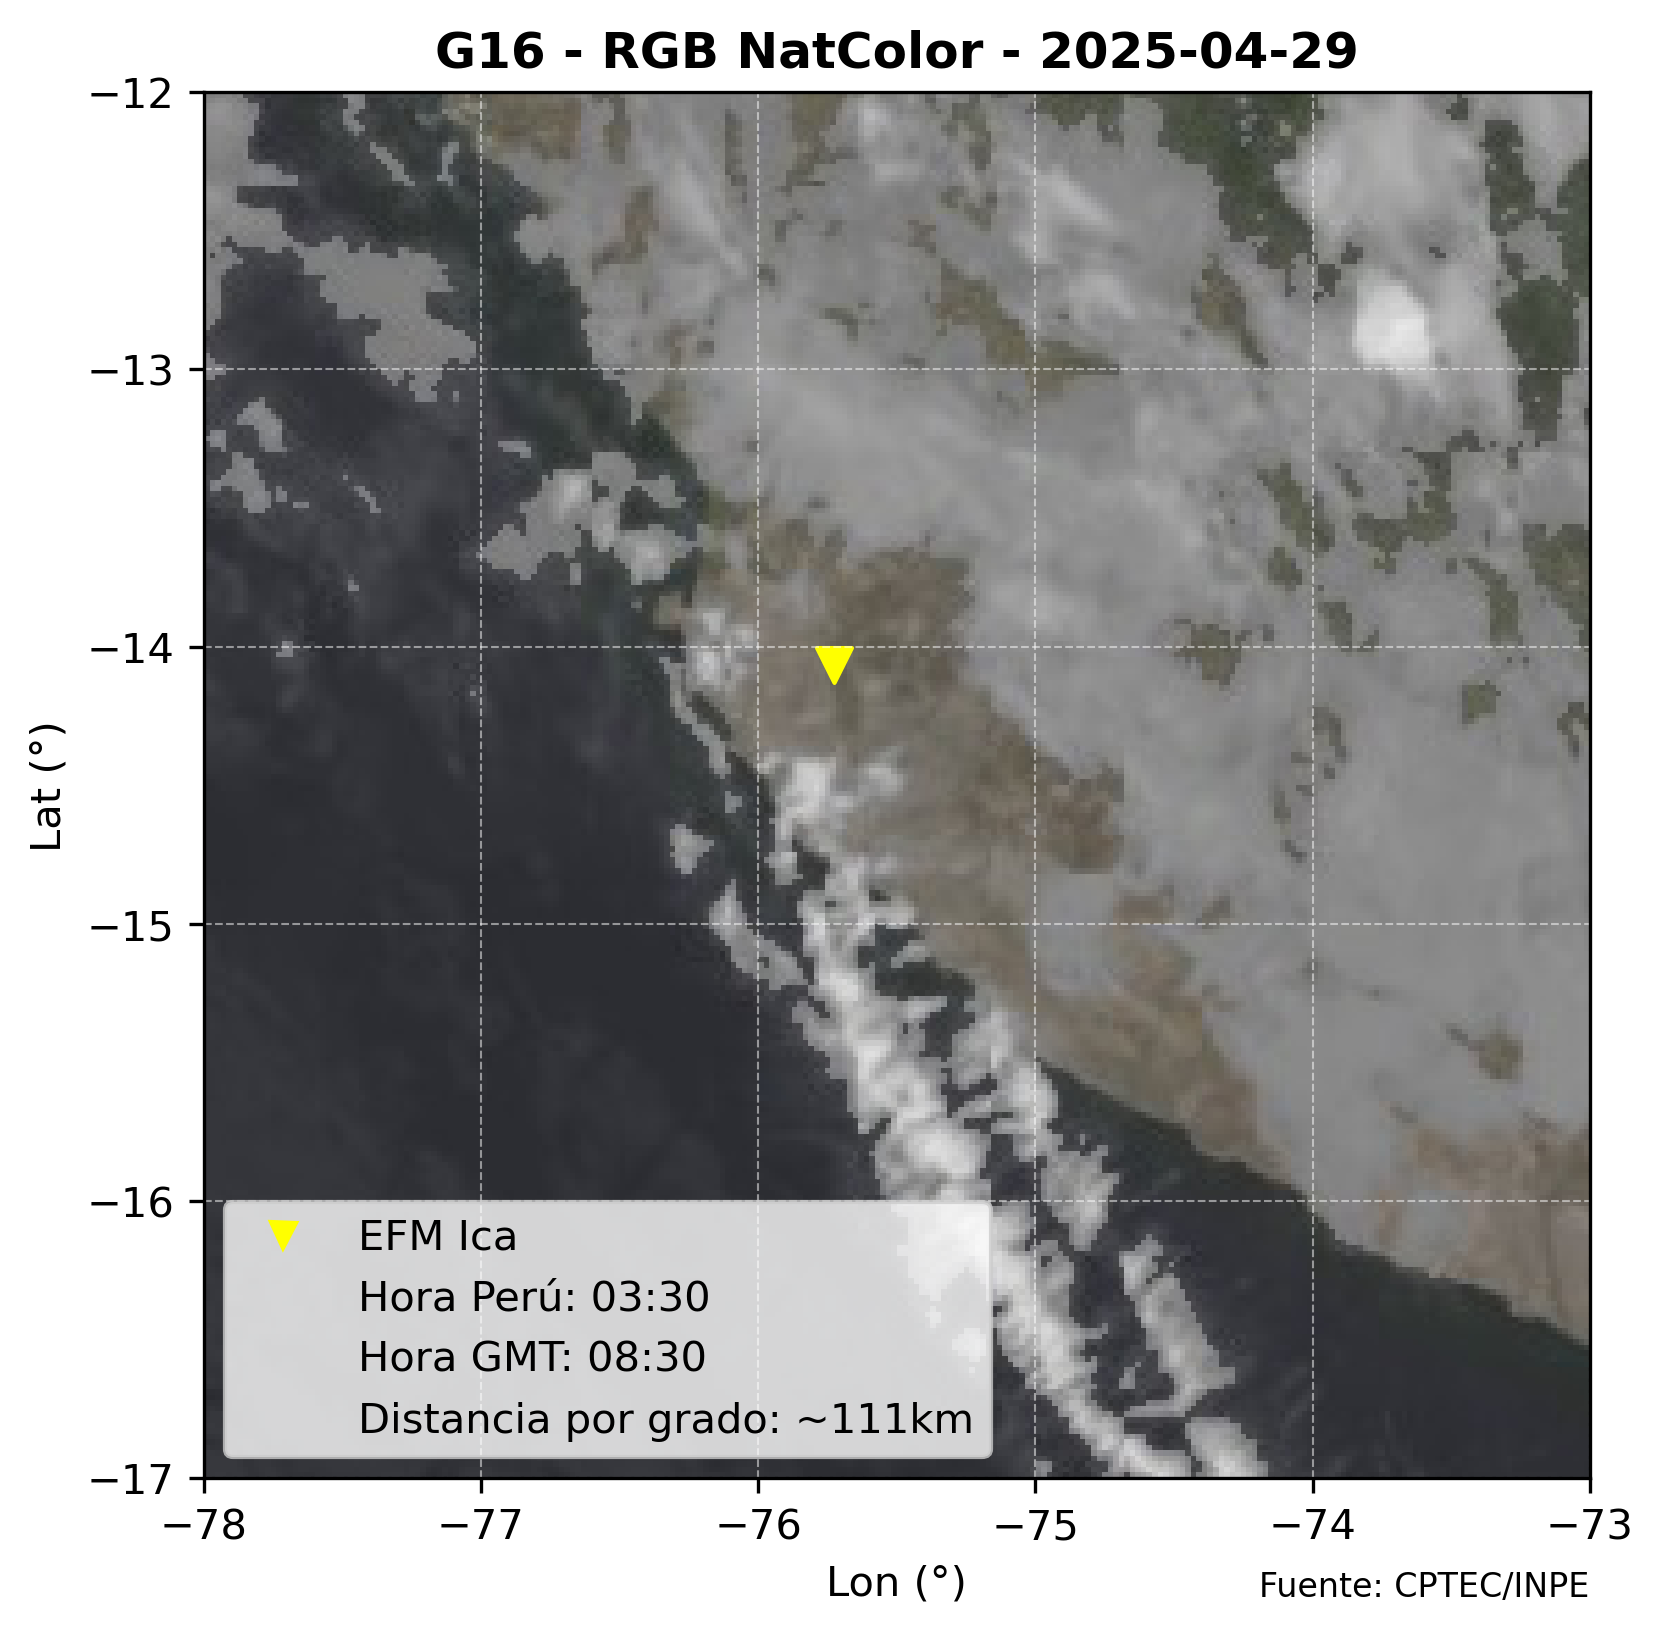 G16 - RGB NatColor - 2025-04-29
−12
−13
−14
−15
−16
−17
Lat (°)
EFM Ica
Hora Perú: 03:30
Hora GMT: 08:30
Distancia por grado: ~111km
−78 −77 −76 −75 −74 −73
Lon (°)
Fuente: CPTEC/INPE